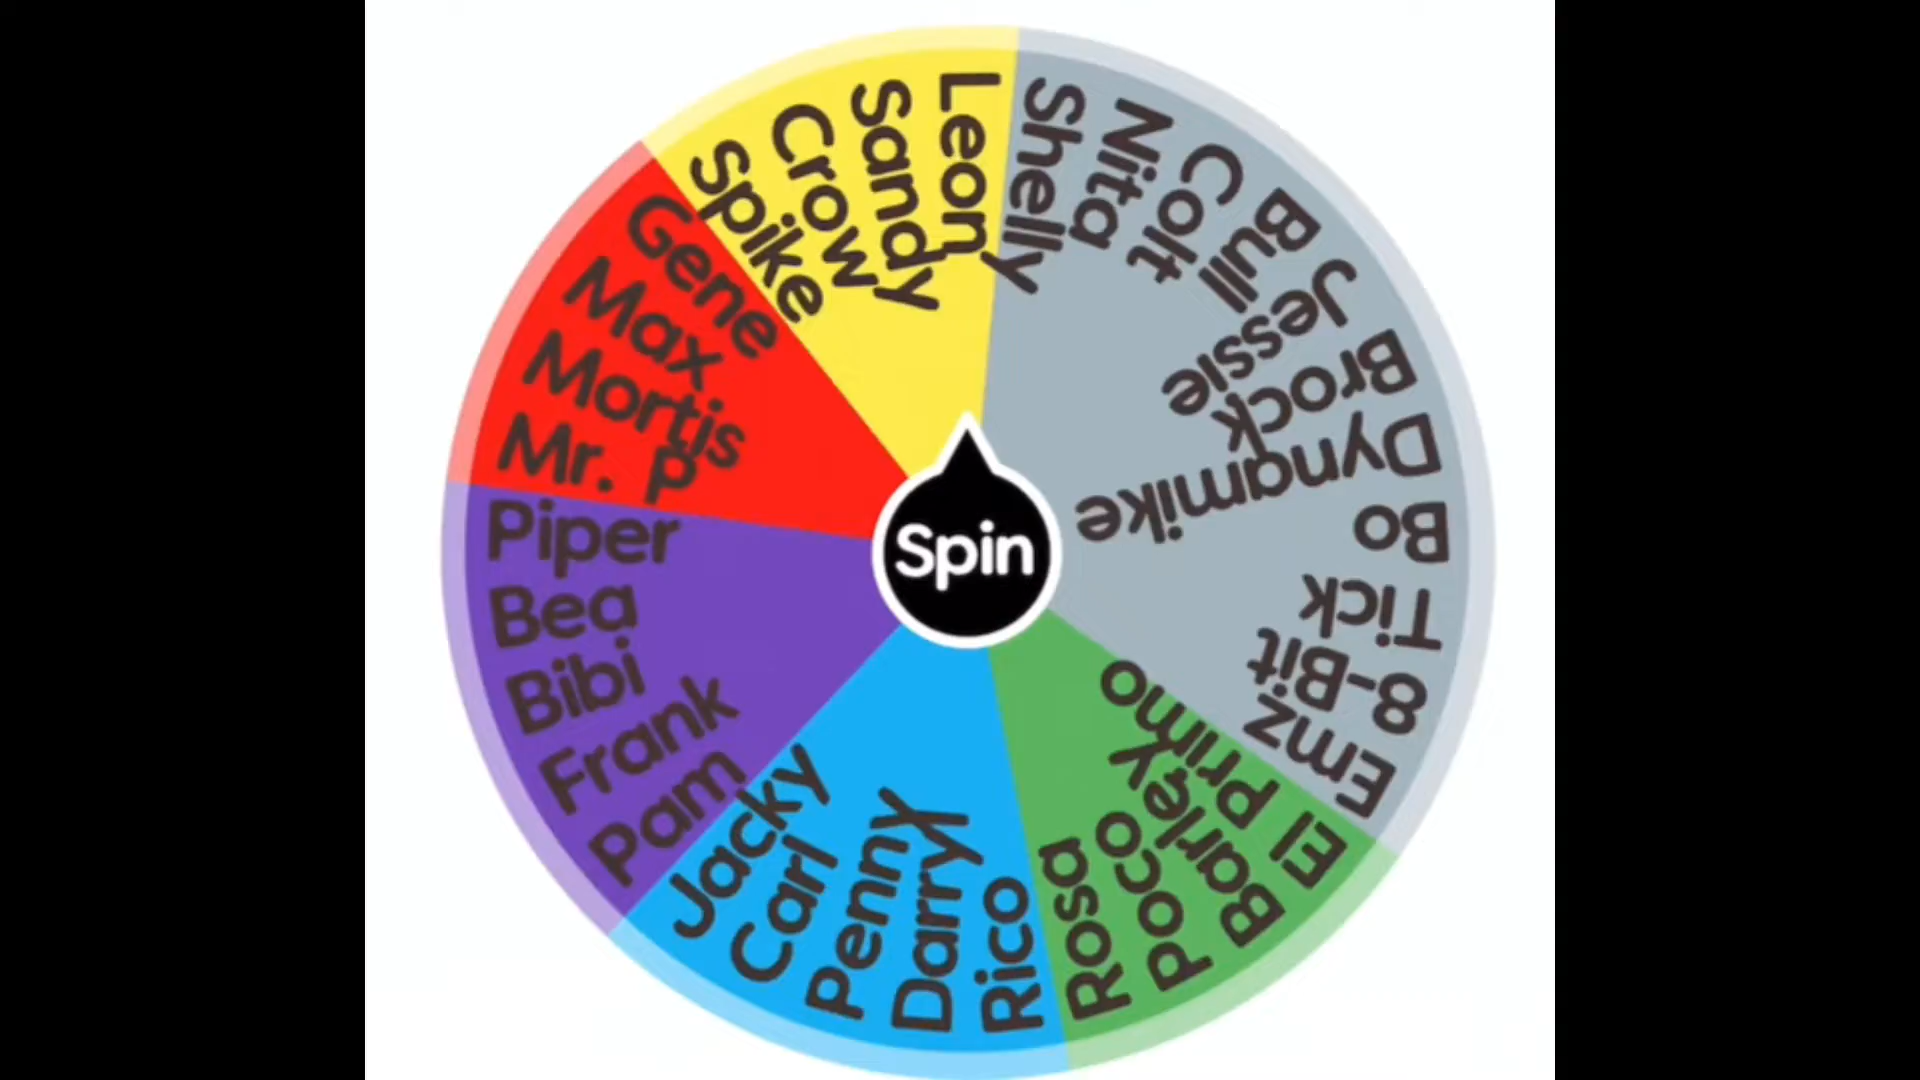 Shelly
Nita
Colt
Bull
Jessie
Brock
Dynamike
Bo
Tick
8-Bit
Emz
El Primo
Barley
Poco
Rosa
Rico
Darryl
Penny
Carl
Jacky
Pam
Frank
Bibi
Bea
Piper
Mr. P
Mortis
Max
Gene
Spike
Crow
Sandy
Leon
Spin